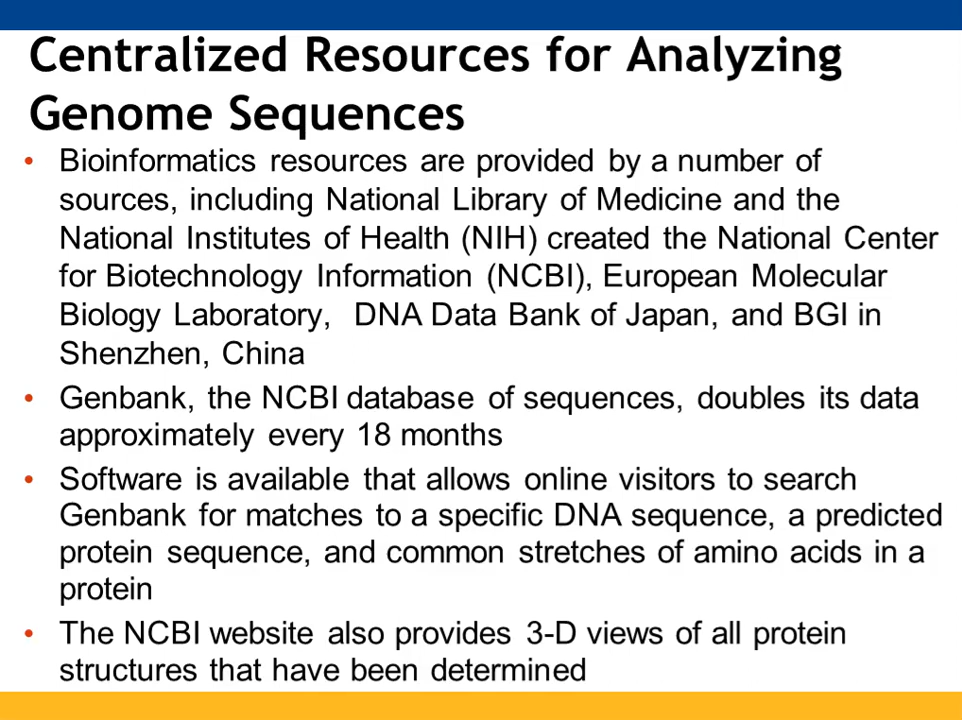 Centralized Resources for Analyzing
Genome Sequences
• Bioinformatics resources are provided by a number of
sources, including National Library of Medicine and the
National Institutes of Health (NIH) created the National Center
for Biotechnology Information (NCBI), European Molecular
Biology Laboratory, DNA Data Bank of Japan, and BGI in
Shenzhen, China
• Genbank, the NCBI database of sequences, doubles its data
approximately every 18 months
• Software is available that allows online visitors to search
Genbank for matches to a specific DNA sequence, a predicted
protein sequence, and common stretches of amino acids in a
protein
• The NCBI website also provides 3-D views of all protein
structures that have been determined